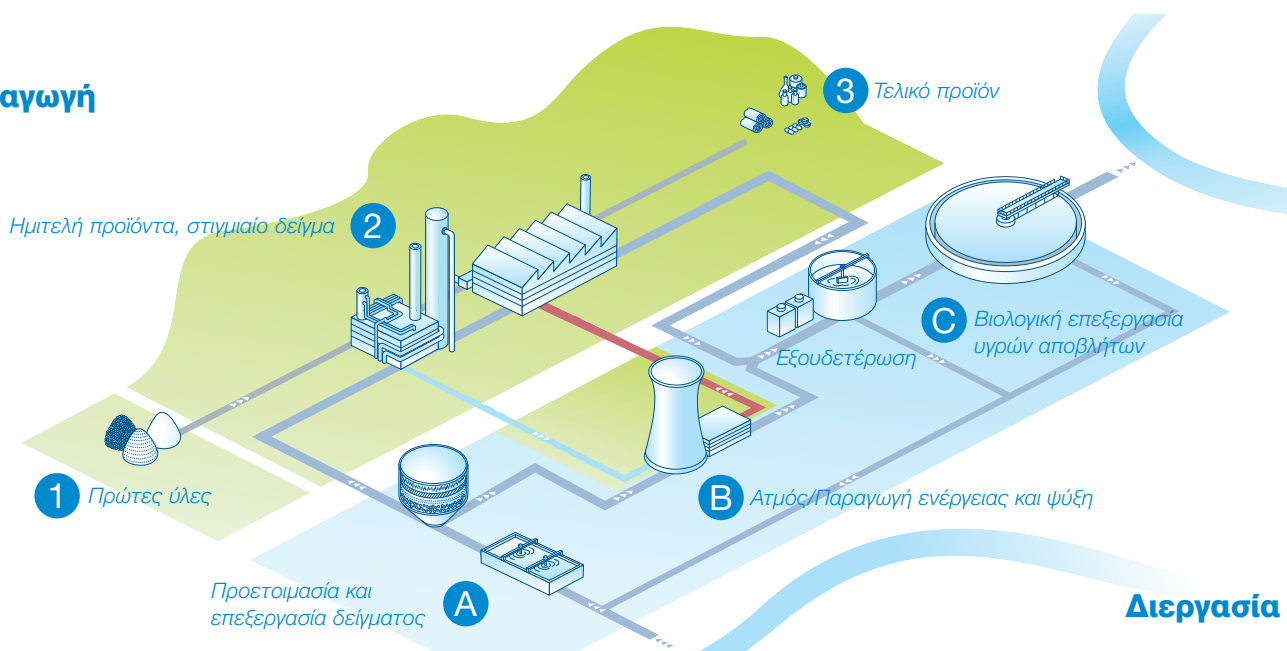 αγωγή
3 Τελικό προϊόν
Ημιτελή προϊόντα, στιγμιαίο δείγμα 2
C Βιολογική επεξεργασία
υγρών αποβλήτων
Εξουδετέρωση
1 Πρώτες ύλες
B Ατμός/Παραγωγή ενέργειας και ψύξη
Προετοιμασία και
επεξεργασία δείγματος A
Διεργασία